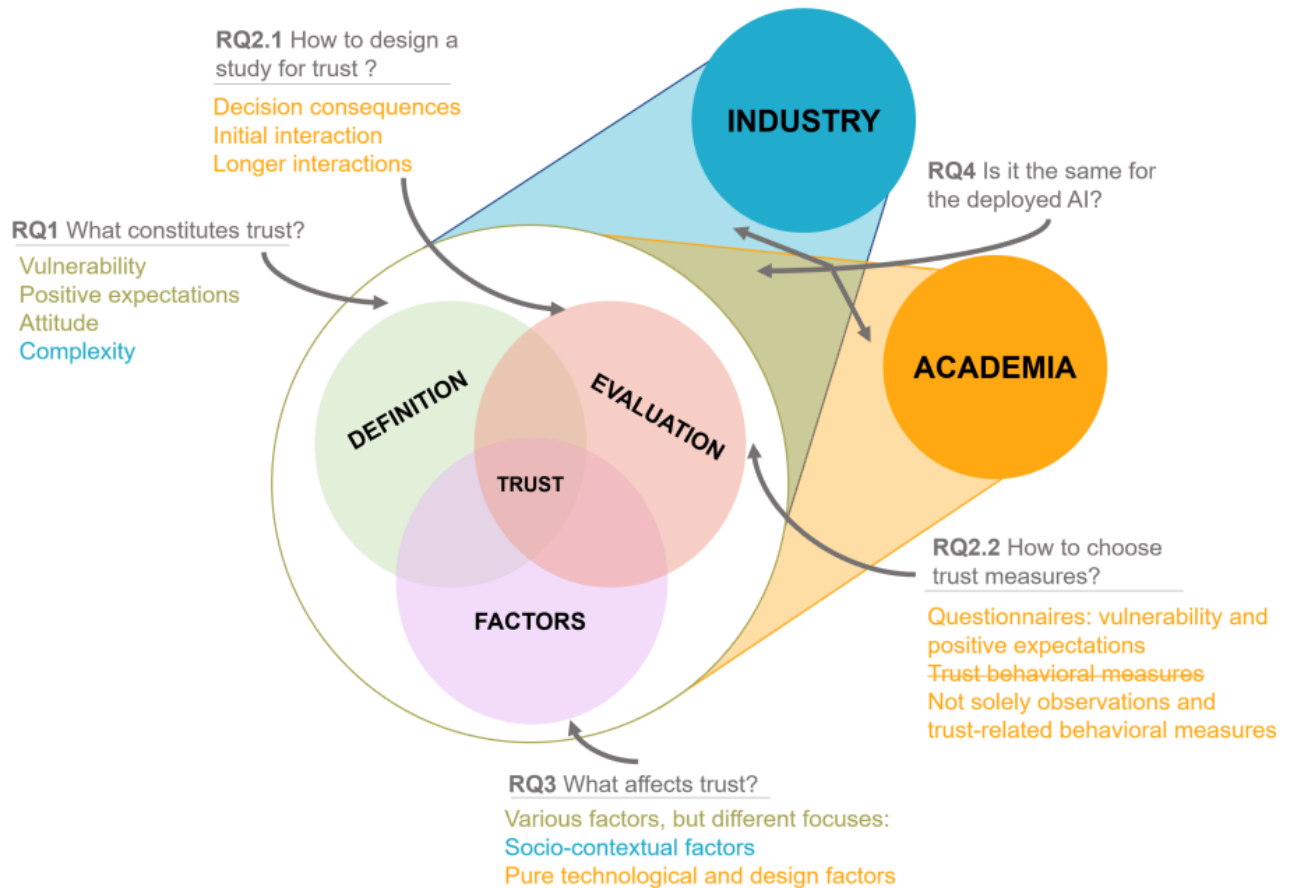 RQ2.1 How to design a
study for trust ?
Decision consequences
Initial interaction
Longer interactions
INDUSTRY
RQ4 Is it the same for
the deployed AI?
RQ1 What constitutes trust?
Vulnerability
Positive expectations
Attitude
Complexity
ACADEMIA
DEFINITION
EVALUATION
TRUST
FACTORS
RQ2.2 How to choose
trust measures?
Questionnaires: vulnerability and
positive expectations
Trust behavioral measures
Not solely observations and
trust-related behavioral measures
RQ3 What affects trust?
Various factors, but different focuses:
Socio-contextual factors
Pure technological and design factors